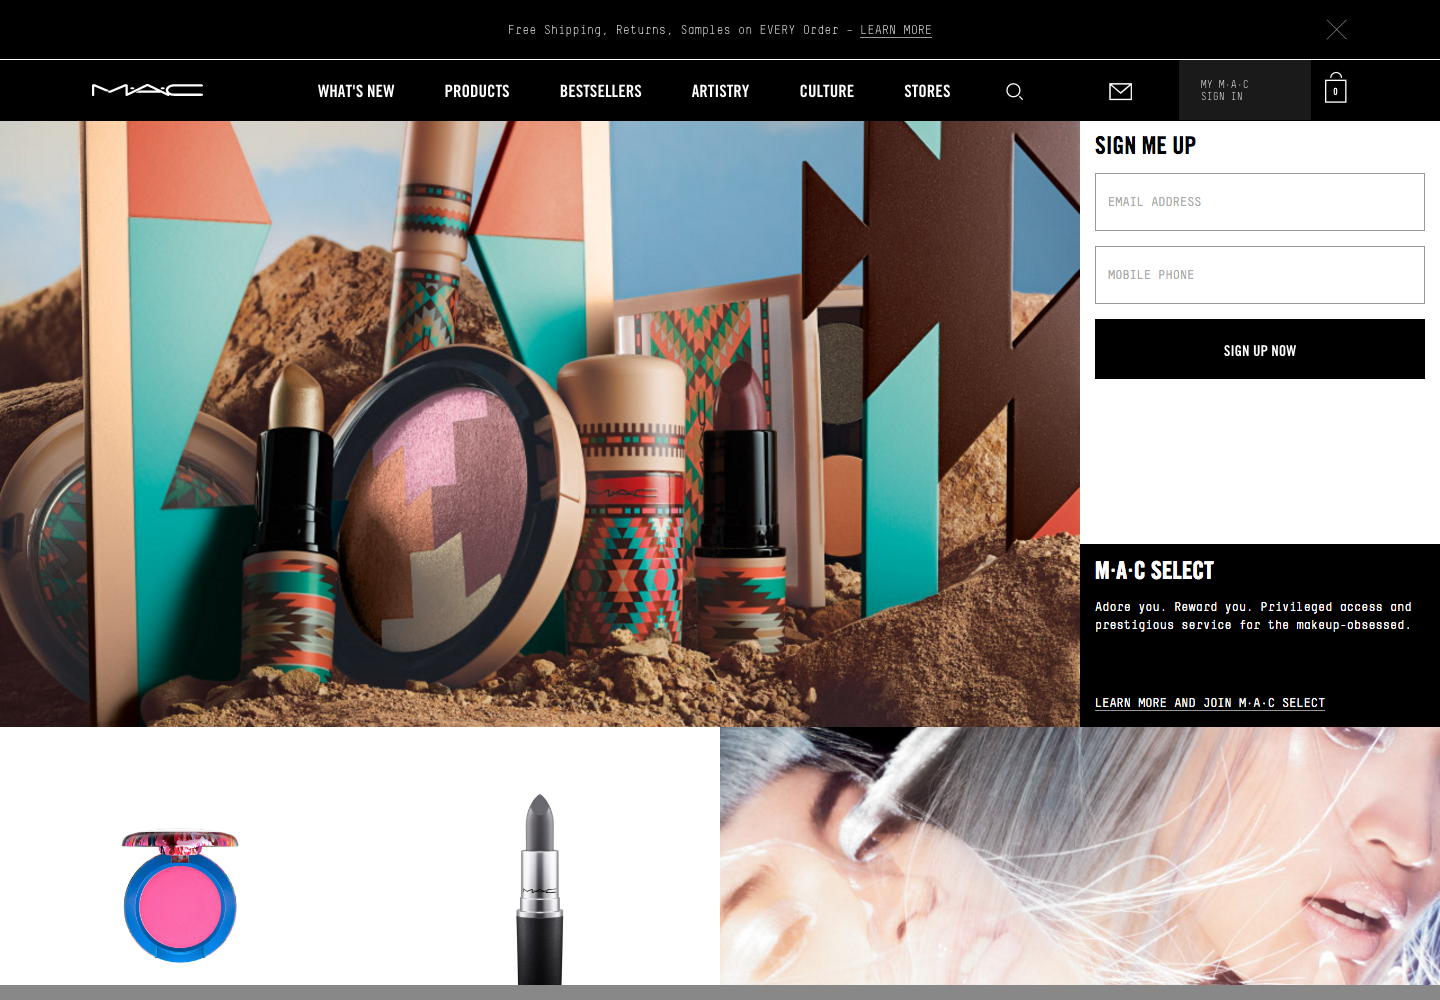 Free Shipping, Returns, Samples on EVERY Order – LEARN MORE
MAC
WHAT'S NEW
PRODUCTS
BESTSELLERS
ARTISTRY
CULTURE
STORES
MY M·A·C
SIGN IN
0
SIGN ME UP
EMAIL ADDRESS
MOBILE PHONE
SIGN UP NOW
MAC
M·A·C SELECT
Adore you. Reward you. Privileged access and
prestigious service for the makeup-obsessed.
LEARN MORE AND JOIN M·A·C SELECT
MAC